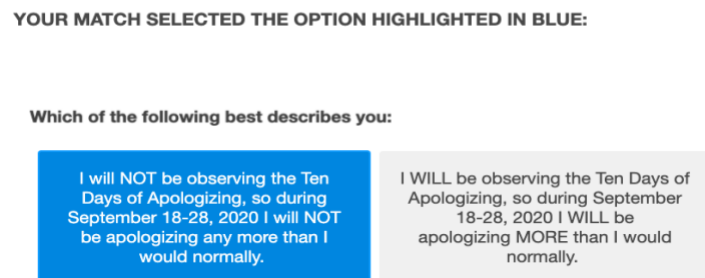 YOUR MATCH SELECTED THE OPTION HIGHLIGHTED IN BLUE:
Which of the following best describes you:
I will NOT be observing the Ten
Days of Apologizing, so during
September 18-28, 2020 I will NOT
be apologizing any more than I
would normally.
I WILL be observing the Ten Days of
Apologizing, so during September
18-28, 2020 I WILL be
apologizing MORE than I would
normally.